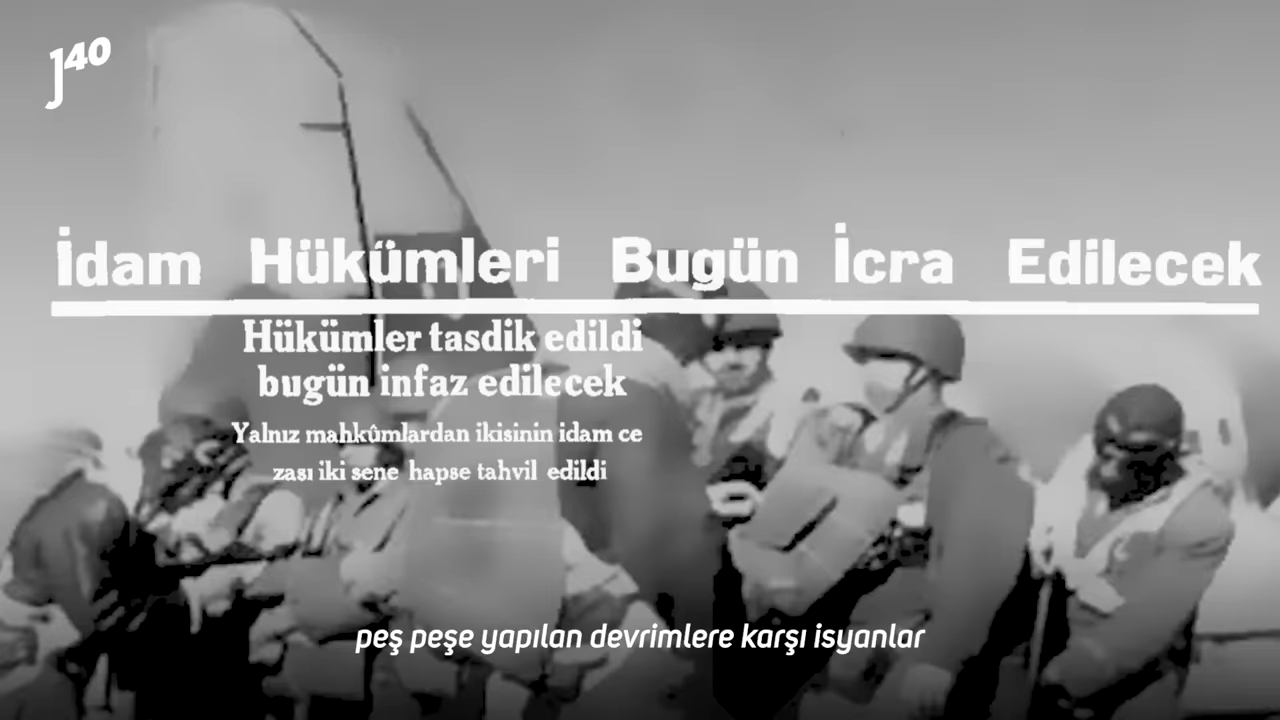 J40
İdam Hükümleri Bugün İcra Edilecek
Hükümler tasdik edildi
bugün infaz edilecek
Yalnız mahkûmlardan ikisinin idam ce
zası iki sene hapse tahvil edildi
peş peşe yapılan devrimlere karşı isyanlar